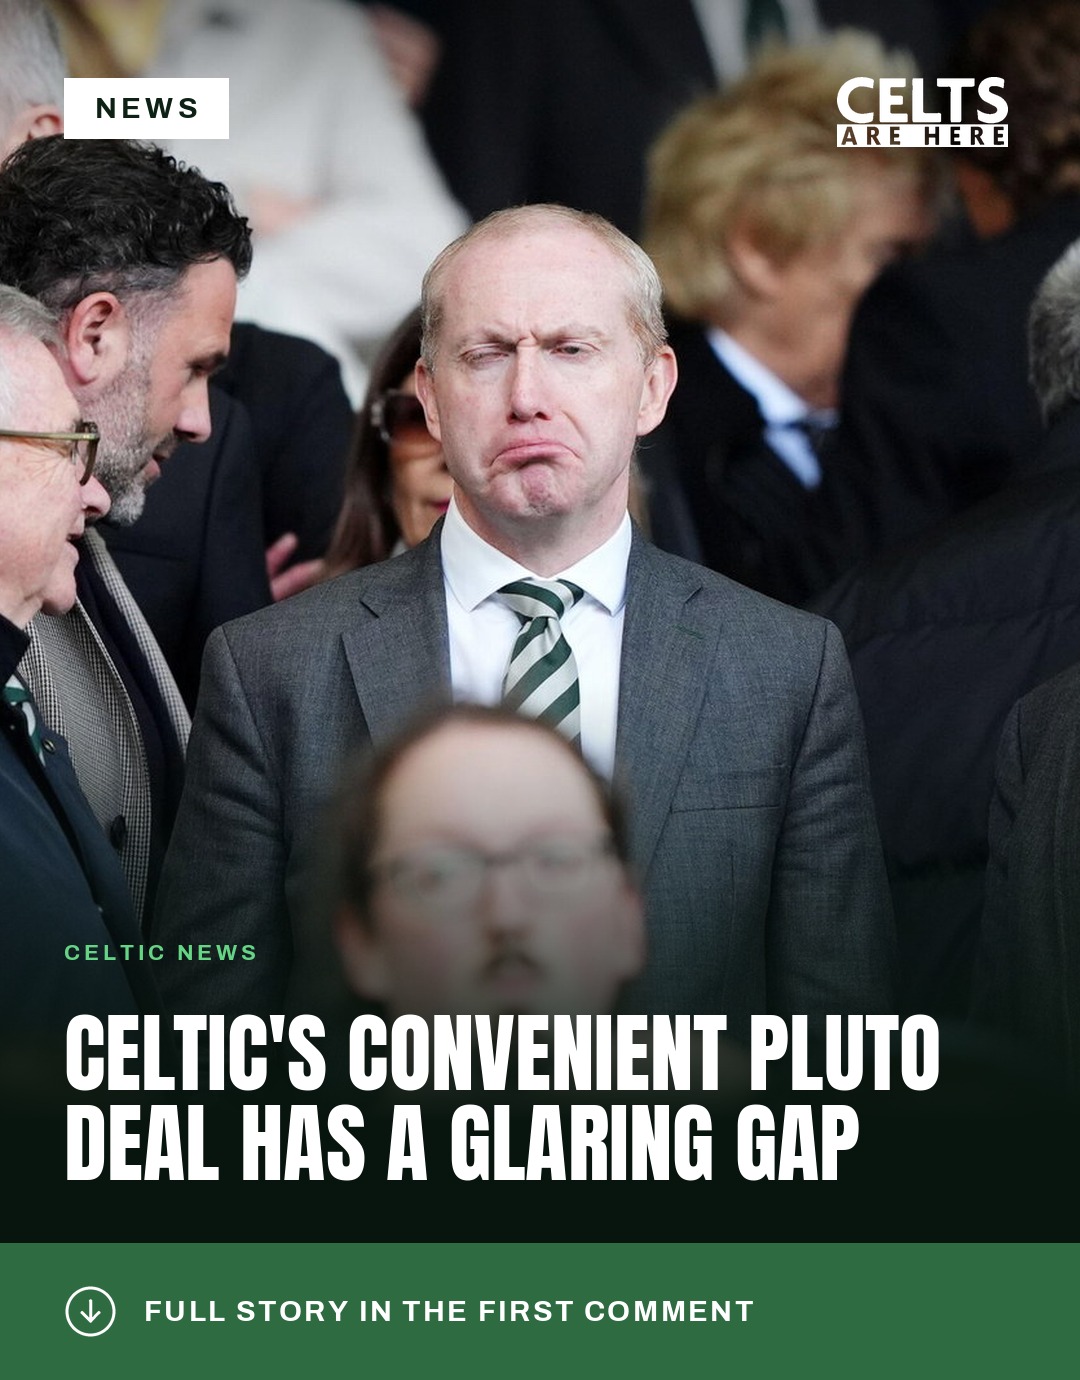 NEWS
CELTS
ARE HERE
CELTIC NEWS
CELTIC'S CONVENIENT PLUTO
DEAL HAS A GLARING GAP
FULL STORY IN THE FIRST COMMENT